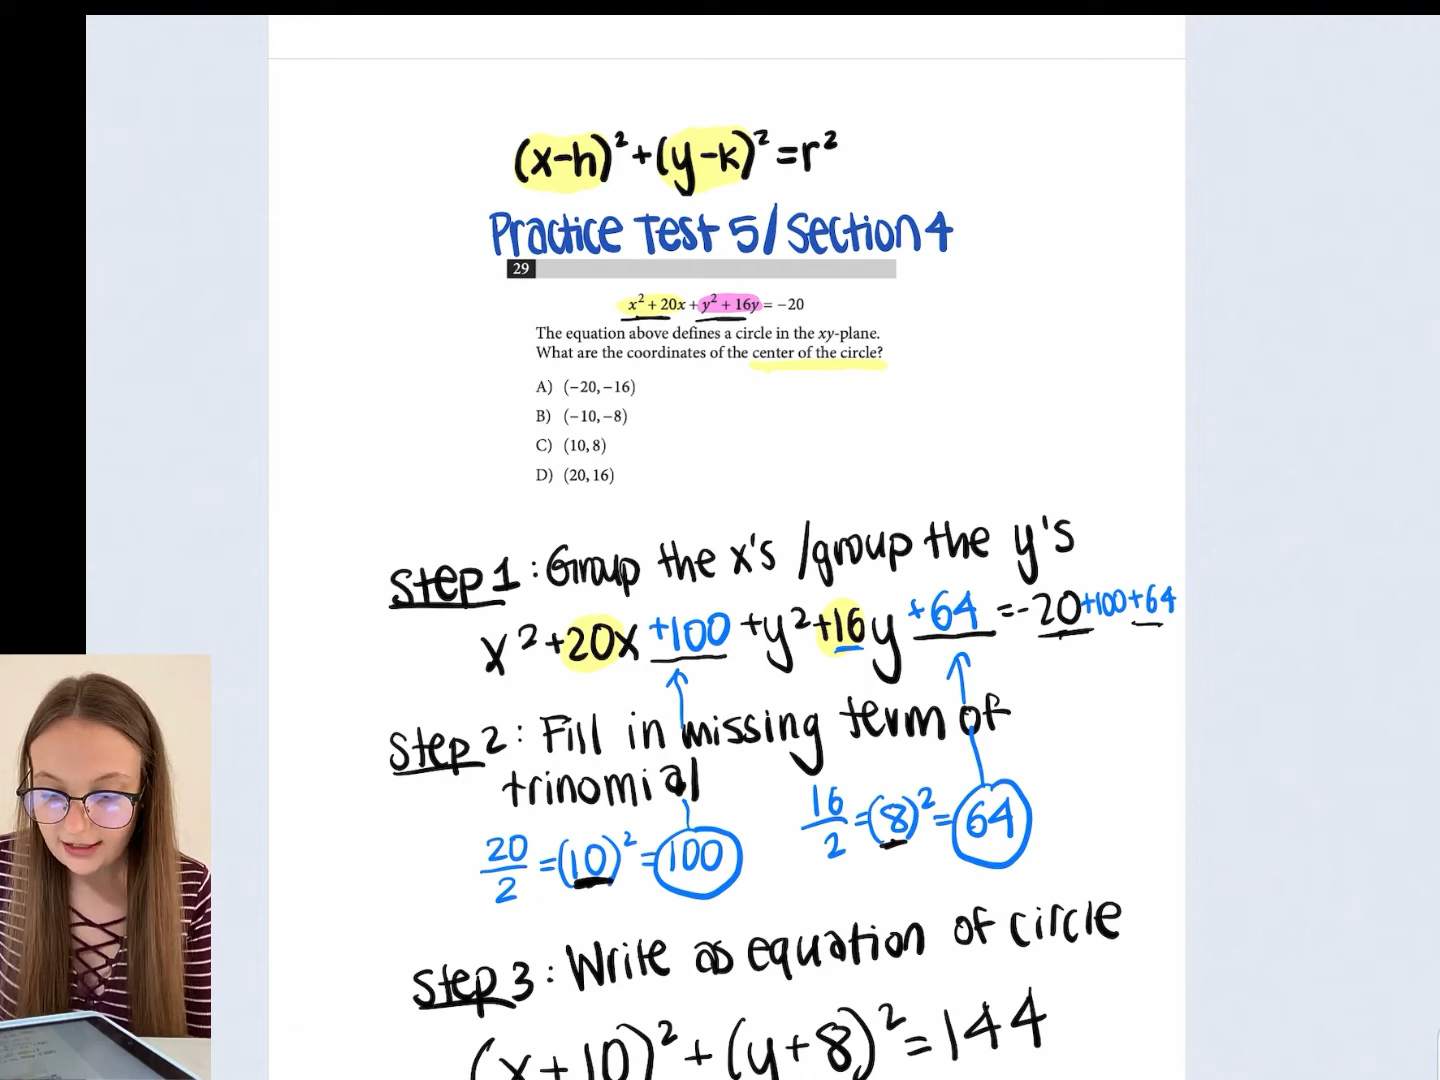 (x-h)²+(y-k)²=r²
Practice Test 5/Section 4
29
x² + 20x + y² + 16y = −20
The equation above defines a circle in the xy-plane.
What are the coordinates of the center of the circle?
A) (−20, −16)
B) (−10, −8)
C) (10, 8)
D) (20, 16)
Step 1: Group the x's /group the y's
x²+20x +100 +y²+16y +64 =-20+100+64
Step 2: Fill in missing term of
trinomial
20/2 =(10)²=100
16/2 =(8)²=64
Step 3: Write as equation of circle
(x+10)²+(y+8)²=144